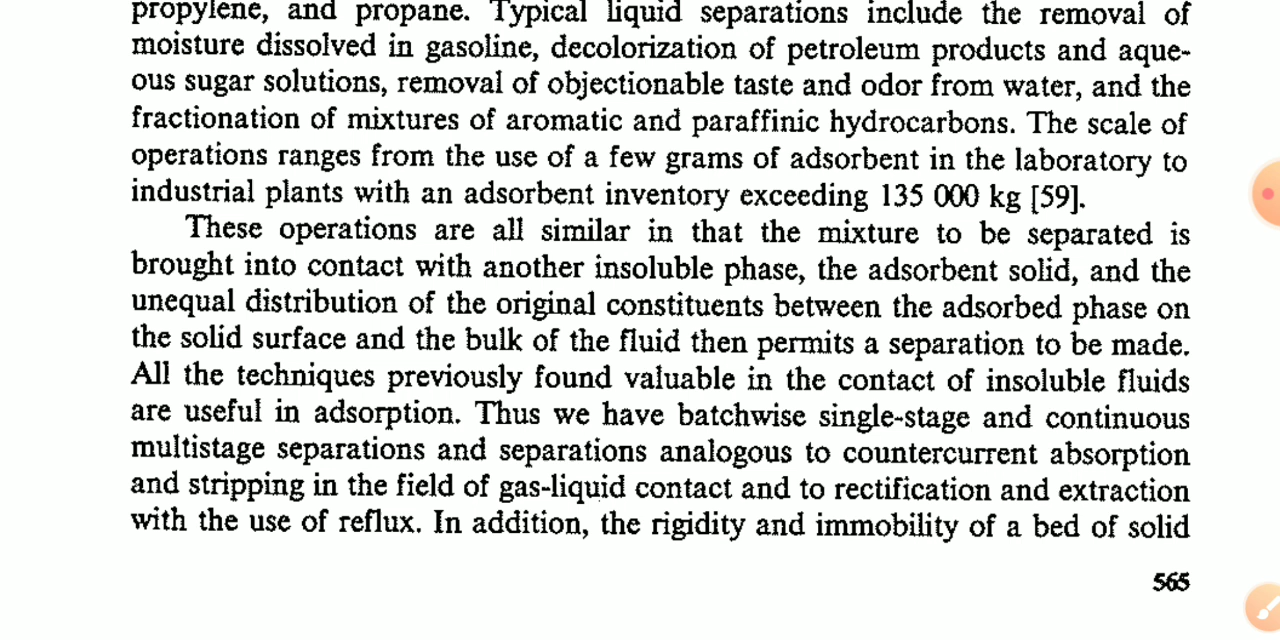 propylene, and propane. Typical liquid separations include the removal of
moisture dissolved in gasoline, decolorization of petroleum products and aque-
ous sugar solutions, removal of objectionable taste and odor from water, and the
fractionation of mixtures of aromatic and paraffinic hydrocarbons. The scale of
operations ranges from the use of a few grams of adsorbent in the laboratory to
industrial plants with an adsorbent inventory exceeding 135 000 kg [59].
These operations are all similar in that the mixture to be separated is
brought into contact with another insoluble phase, the adsorbent solid, and the
unequal distribution of the original constituents between the adsorbed phase on
the solid surface and the bulk of the fluid then permits a separation to be made.
All the techniques previously found valuable in the contact of insoluble fluids
are useful in adsorption. Thus we have batchwise single-stage and continuous
multistage separations and separations analogous to countercurrent absorption
and stripping in the field of gas-liquid contact and to rectification and extraction
with the use of reflux. In addition, the rigidity and immobility of a bed of solid
565